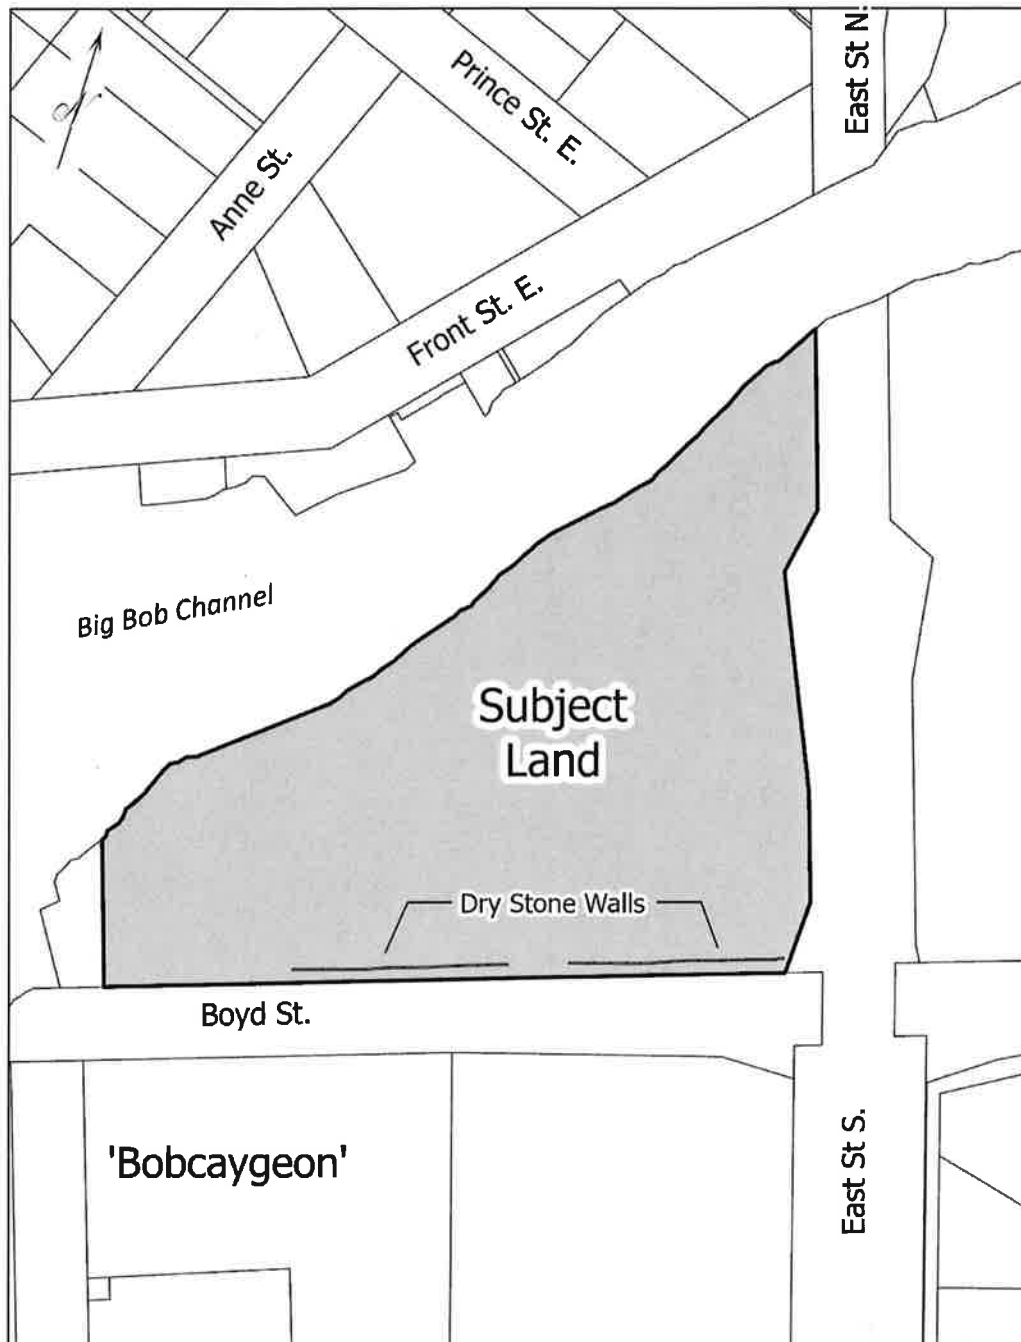 East St N.
Prince St. E.
N
Anne St.
Front St. E.
Big Bob Channel
Subject
Land
Dry Stone Walls
Boyd St.
'Bobcaygeon'
East St S.